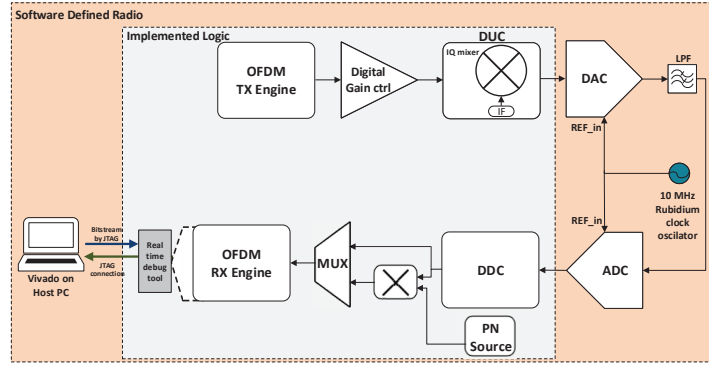 Software Defined Radio
Implemented Logic
DUC
OFDM
TX Engine
Digital
Gain ctrl
IQ mixer
IF
DAC
LPF
REF_in
10 MHz
Rubidium
clock
oscilator
REF_in
Bitstream
by JTAG
JTAG
connection
Vivado on
Host PC
Real
time
debug
tool
OFDM
RX Engine
MUX
DDC
ADC
PN
Source